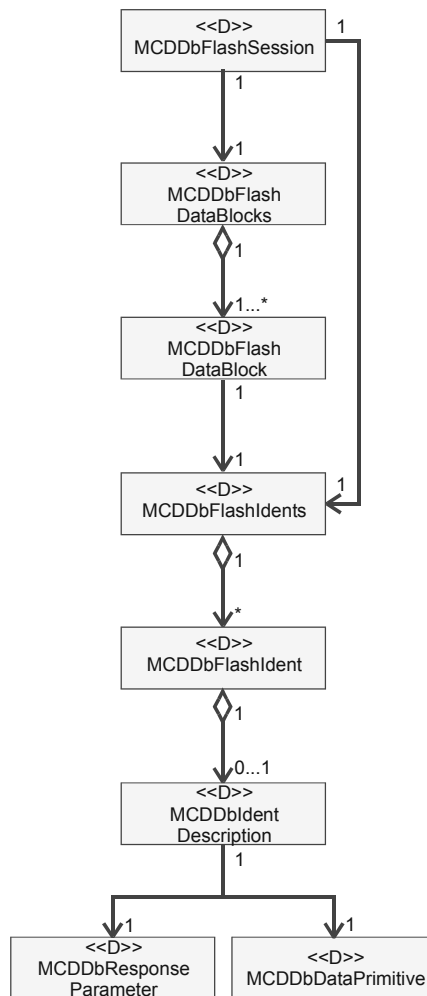 <<D>>
MCDDbFlashSession
1
1
1
<<D>>
MCDDbFlash
DataBlocks
1
1...*
<<D>>
MCDDbFlash
DataBlock
1
1
1
<<D>>
MCDDbFlashIdents
1
*
<<D>>
MCDDbFlashIdent
1
0...1
<<D>>
MCDDbIdent
Description
1
1
1
<<D>>
MCDDbResponse
Parameter
<<D>>
MCDDbDataPrimitive